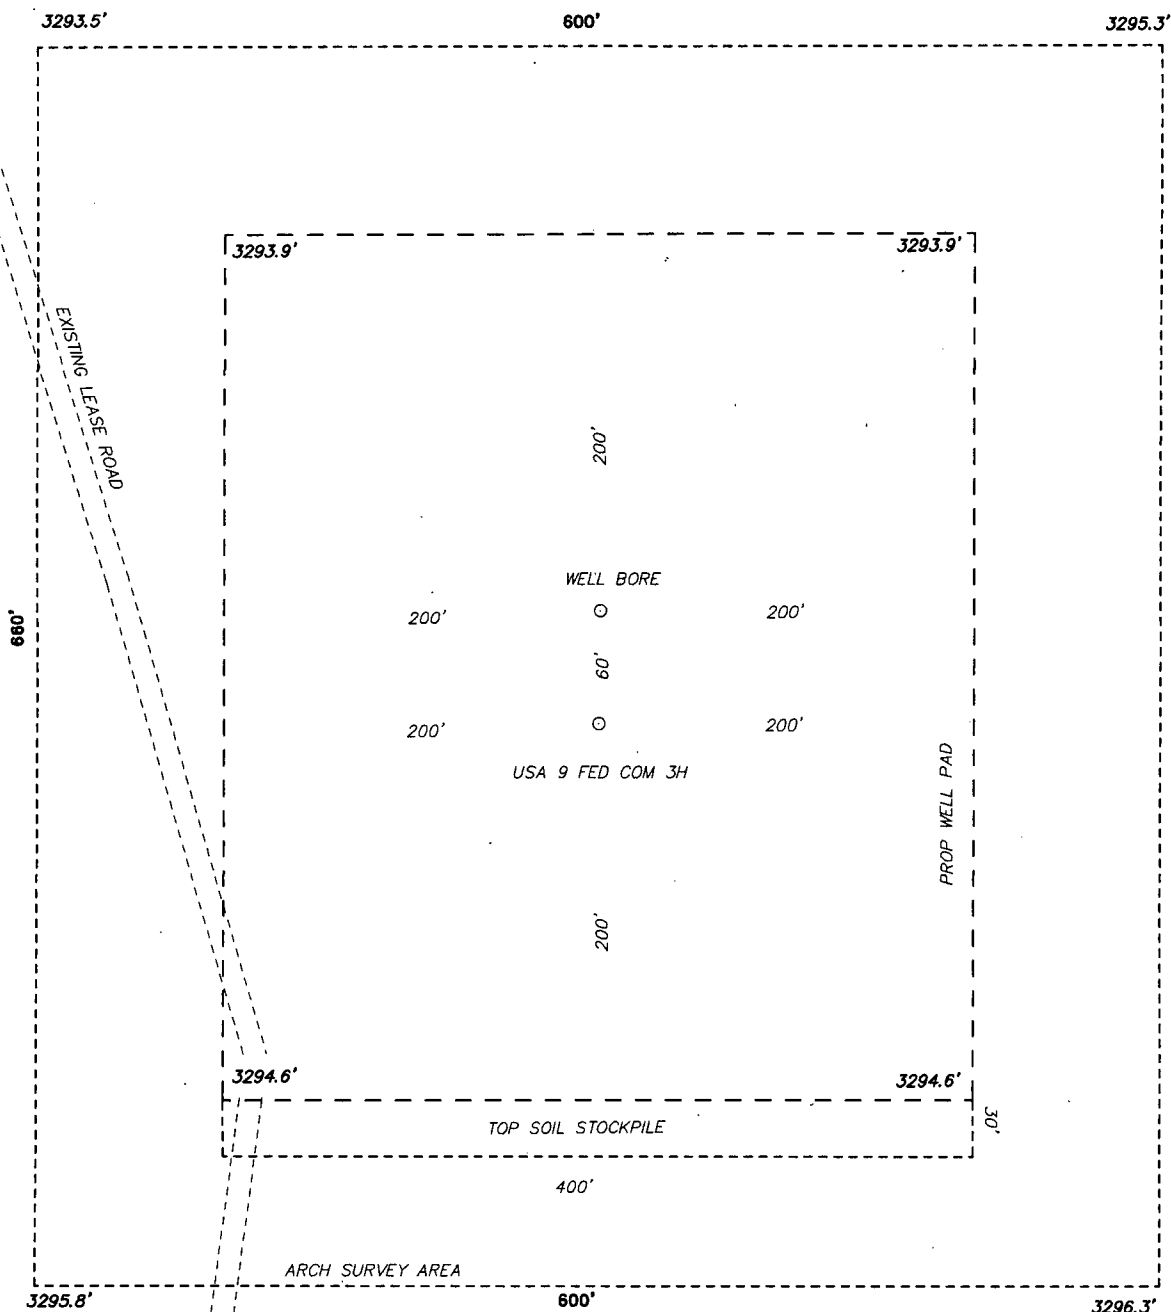 3293.5' 600' 3295.3'
3293.9' 3293.9'
EXISTING LEASE ROAD
200'
WELL BORE
200' 200'
660'
60'
200' 200'
USA 9 FED COM 3H
PROP WELL PAD
200'
3294.6' 3294.6'
TOP SOIL STOCKPILE
30'
400'
ARCH SURVEY AREA
3295.8' 600' 3296.3'